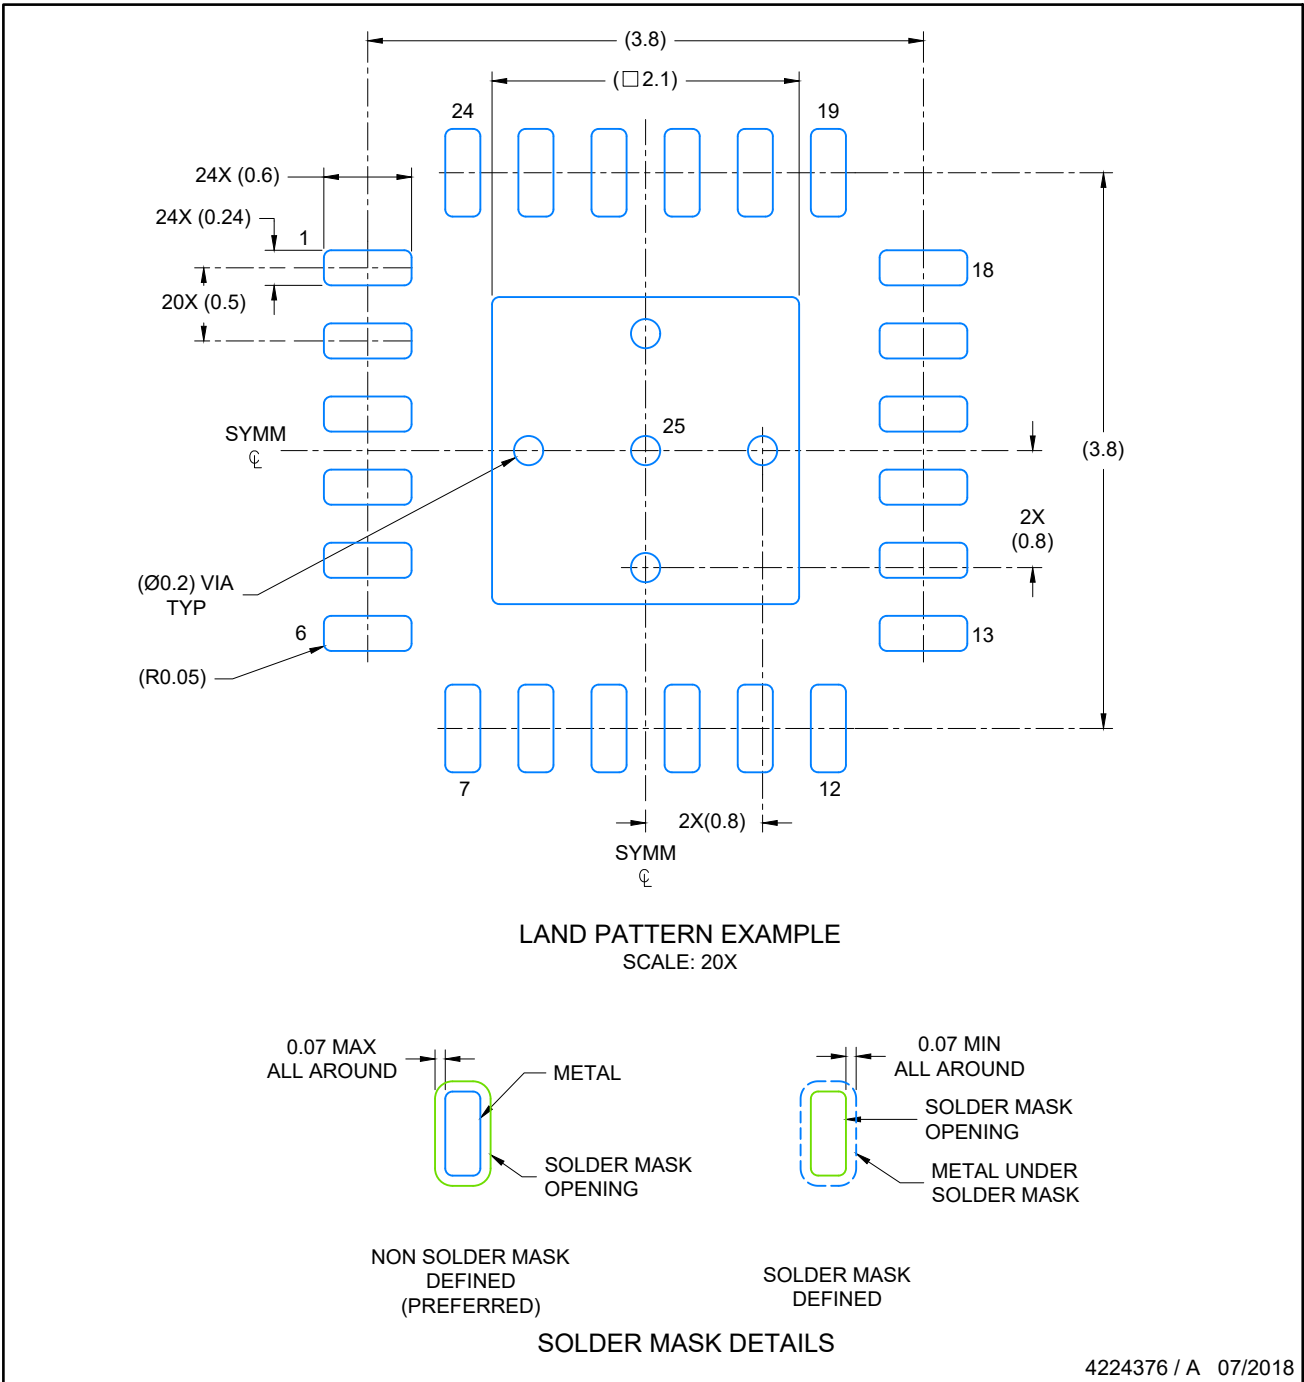 (3.8)
(□2.1)
24
19
24X (0.6)
24X (0.24)
1
18
20X (0.5)
25
SYMM
℄
(3.8)
2X
(0.8)
(Ø0.2) VIA
TYP
6
13
(R0.05)
7
12
2X(0.8)
SYMM
℄
LAND PATTERN EXAMPLE
SCALE: 20X
0.07 MAX
ALL AROUND
METAL
SOLDER MASK
OPENING
NON SOLDER MASK
DEFINED
(PREFERRED)
0.07 MIN
ALL AROUND
SOLDER MASK
OPENING
METAL UNDER
SOLDER MASK
SOLDER MASK
DEFINED
SOLDER MASK DETAILS
4224376 / A 07/2018